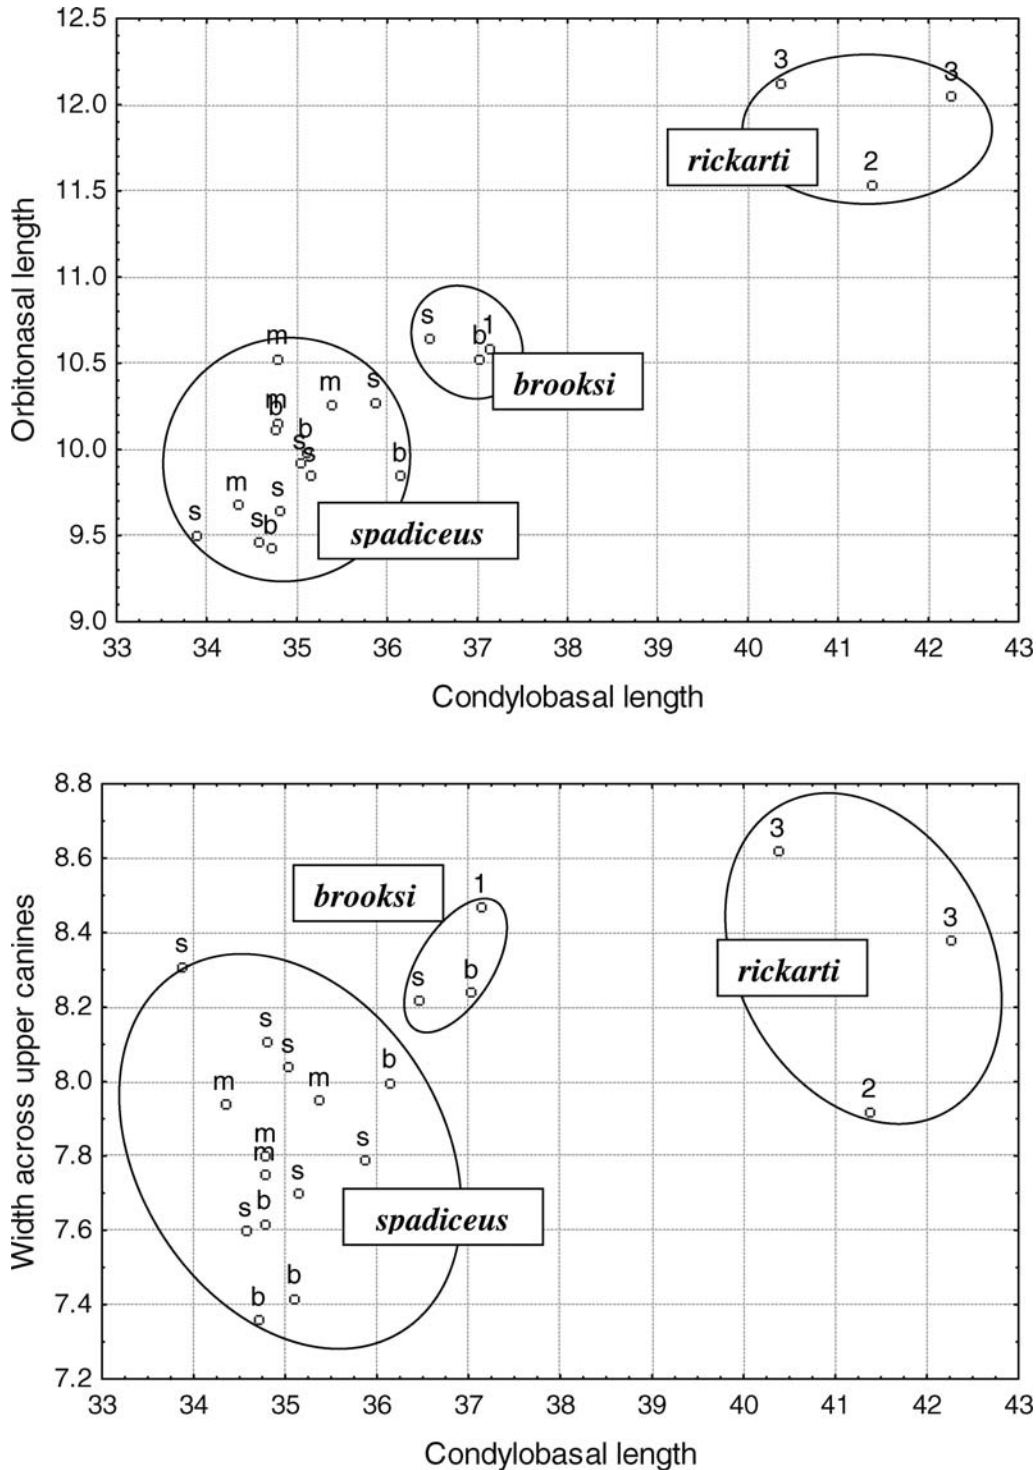 12.5
3
3
12.0
rickarti
2
11.5
11.0
s
1
b
m
10.5
brooksi
m
s
m
b
b
s
s
b
10.0
m
s
s
s
b
spadiceus
9.5
9.0
33 34 35 36 37 38 39 40 41 42 43
Orbitonasal length
Condylobasal length
8.8
3
8.6
brooksi
1
3
8.4
s
rickarti
s
b
8.2
s
s
b
2
m
m
8.0
m
m
s
s
7.8
b
s
spadiceus
7.6
b
b
7.4
7.2
33 34 35 36 37 38 39 40 41 42 43
Width across upper canines
Condylobasal length